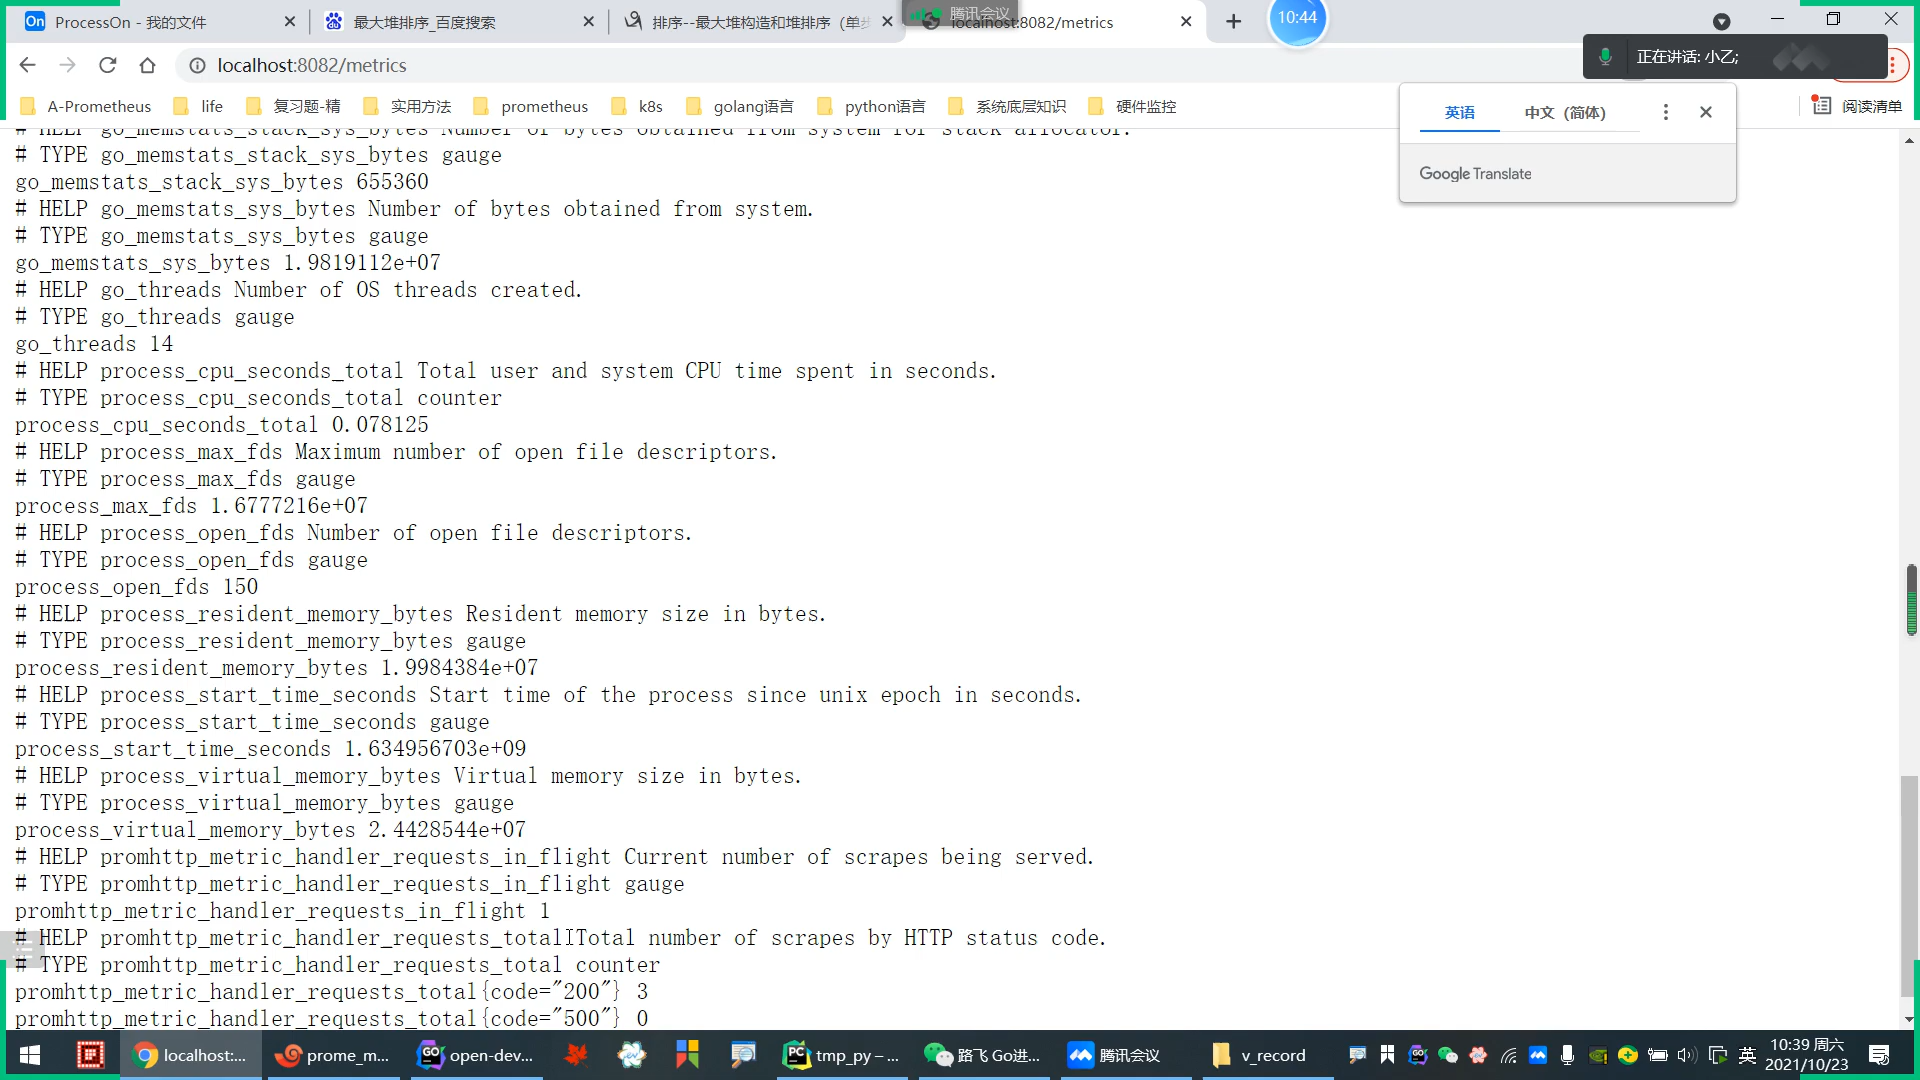 ProcessOn - 我的文件
最大堆排序_百度搜索
排序--最大堆构造和堆排序（单步
腾讯会议
localhost:8082/metrics
10:44
localhost:8082/metrics
正在讲话: 小乙;
A-Prometheus
life
复习题-精
实用方法
prometheus
k8s
golang语言
python语言
系统底层知识
硬件监控
阅读清单
英语
中文（简体）
Google Translate
# HELP go_memstats_stack_sys_bytes Number of bytes obtained from system for stack allocator.
# TYPE go_memstats_stack_sys_bytes gauge
go_memstats_stack_sys_bytes 655360
# HELP go_memstats_sys_bytes Number of bytes obtained from system.
# TYPE go_memstats_sys_bytes gauge
go_memstats_sys_bytes 1.9819112e+07
# HELP go_threads Number of OS threads created.
# TYPE go_threads gauge
go_threads 14
# HELP process_cpu_seconds_total Total user and system CPU time spent in seconds.
# TYPE process_cpu_seconds_total counter
process_cpu_seconds_total 0.078125
# HELP process_max_fds Maximum number of open file descriptors.
# TYPE process_max_fds gauge
process_max_fds 1.6777216e+07
# HELP process_open_fds Number of open file descriptors.
# TYPE process_open_fds gauge
process_open_fds 150
# HELP process_resident_memory_bytes Resident memory size in bytes.
# TYPE process_resident_memory_bytes gauge
process_resident_memory_bytes 1.9984384e+07
# HELP process_start_time_seconds Start time of the process since unix epoch in seconds.
# TYPE process_start_time_seconds gauge
process_start_time_seconds 1.634956703e+09
# HELP process_virtual_memory_bytes Virtual memory size in bytes.
# TYPE process_virtual_memory_bytes gauge
process_virtual_memory_bytes 2.4428544e+07
# HELP promhttp_metric_handler_requests_in_flight Current number of scrapes being served.
# TYPE promhttp_metric_handler_requests_in_flight gauge
promhttp_metric_handler_requests_in_flight 1
# HELP promhttp_metric_handler_requests_total Total number of scrapes by HTTP status code.
# TYPE promhttp_metric_handler_requests_total counter
promhttp_metric_handler_requests_total{code="200"} 3
promhttp_metric_handler_requests_total{code="500"} 0
localhost:...
prome_m...
open-dev...
tmp_py – ...
路飞 Go进...
腾讯会议
v_record
英
10:39 周六
2021/10/23